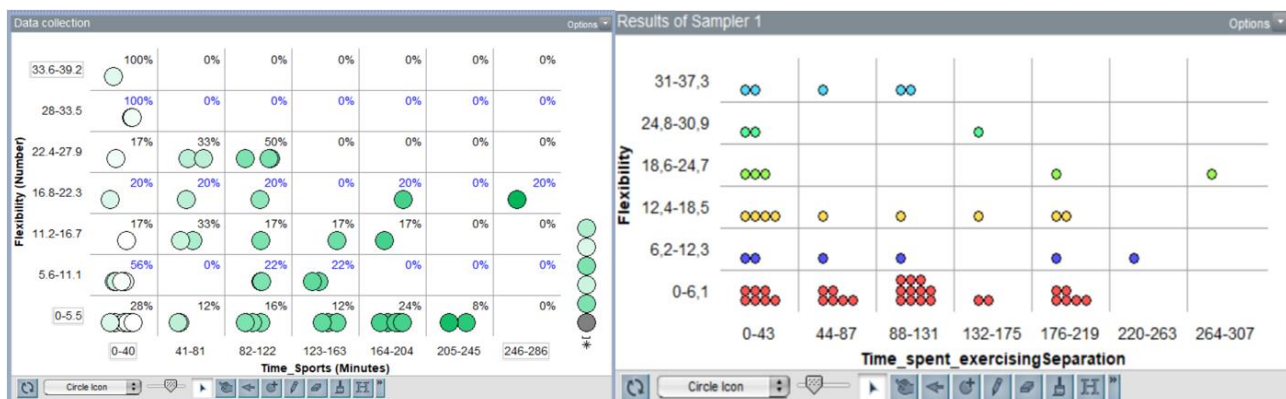 Data collection
Options
33.6-39.2 100% 0% 0% 0% 0% 0% 0%
28-33.5 100% 0% 0% 0% 0% 0% 0%
22.4-27.9 17% 33% 50% 0% 0% 0% 0%
16.8-22.3 20% 20% 20% 0% 20% 0% 20%
11.2-16.7 17% 33% 17% 17% 17% 0% 0%
5.6-11.1 56% 0% 22% 22% 0% 0% 0%
0-5.5 28% 12% 16% 12% 24% 8% 0%
Flexibility (Number)
0-40 41-81 82-122 123-163 164-204 205-245 246-286
*
Time_Sports (Minutes)
Circle Icon
Results of Sampler 1
Options
31-37,3
24,8-30,9
18,6-24,7
12,4-18,5
6,2-12,3
0-6,1
Flexibility
0-43 44-87 88-131 132-175 176-219 220-263 264-307
Time_spent_exercisingSeparation
Circle Icon